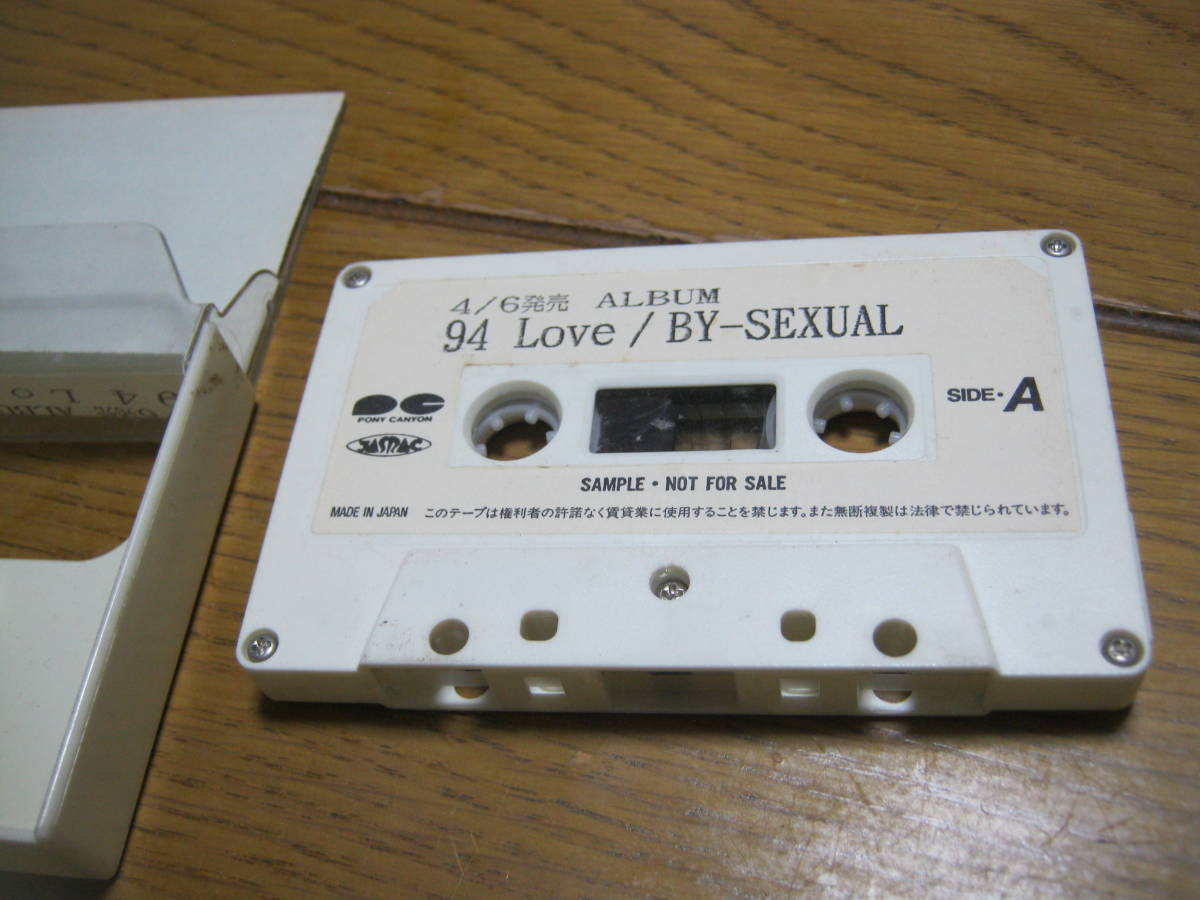 4/6発売 ALBUM
94 Love / BY-SEXUAL
PONY CANYON
JASRAC
SIDE・A
SAMPLE・NOT FOR SALE
MADE IN JAPAN このテープは権利者の許諾なく賃貸業に使用することを禁じます。また無断複製は法律で禁じられています。
94 Lo